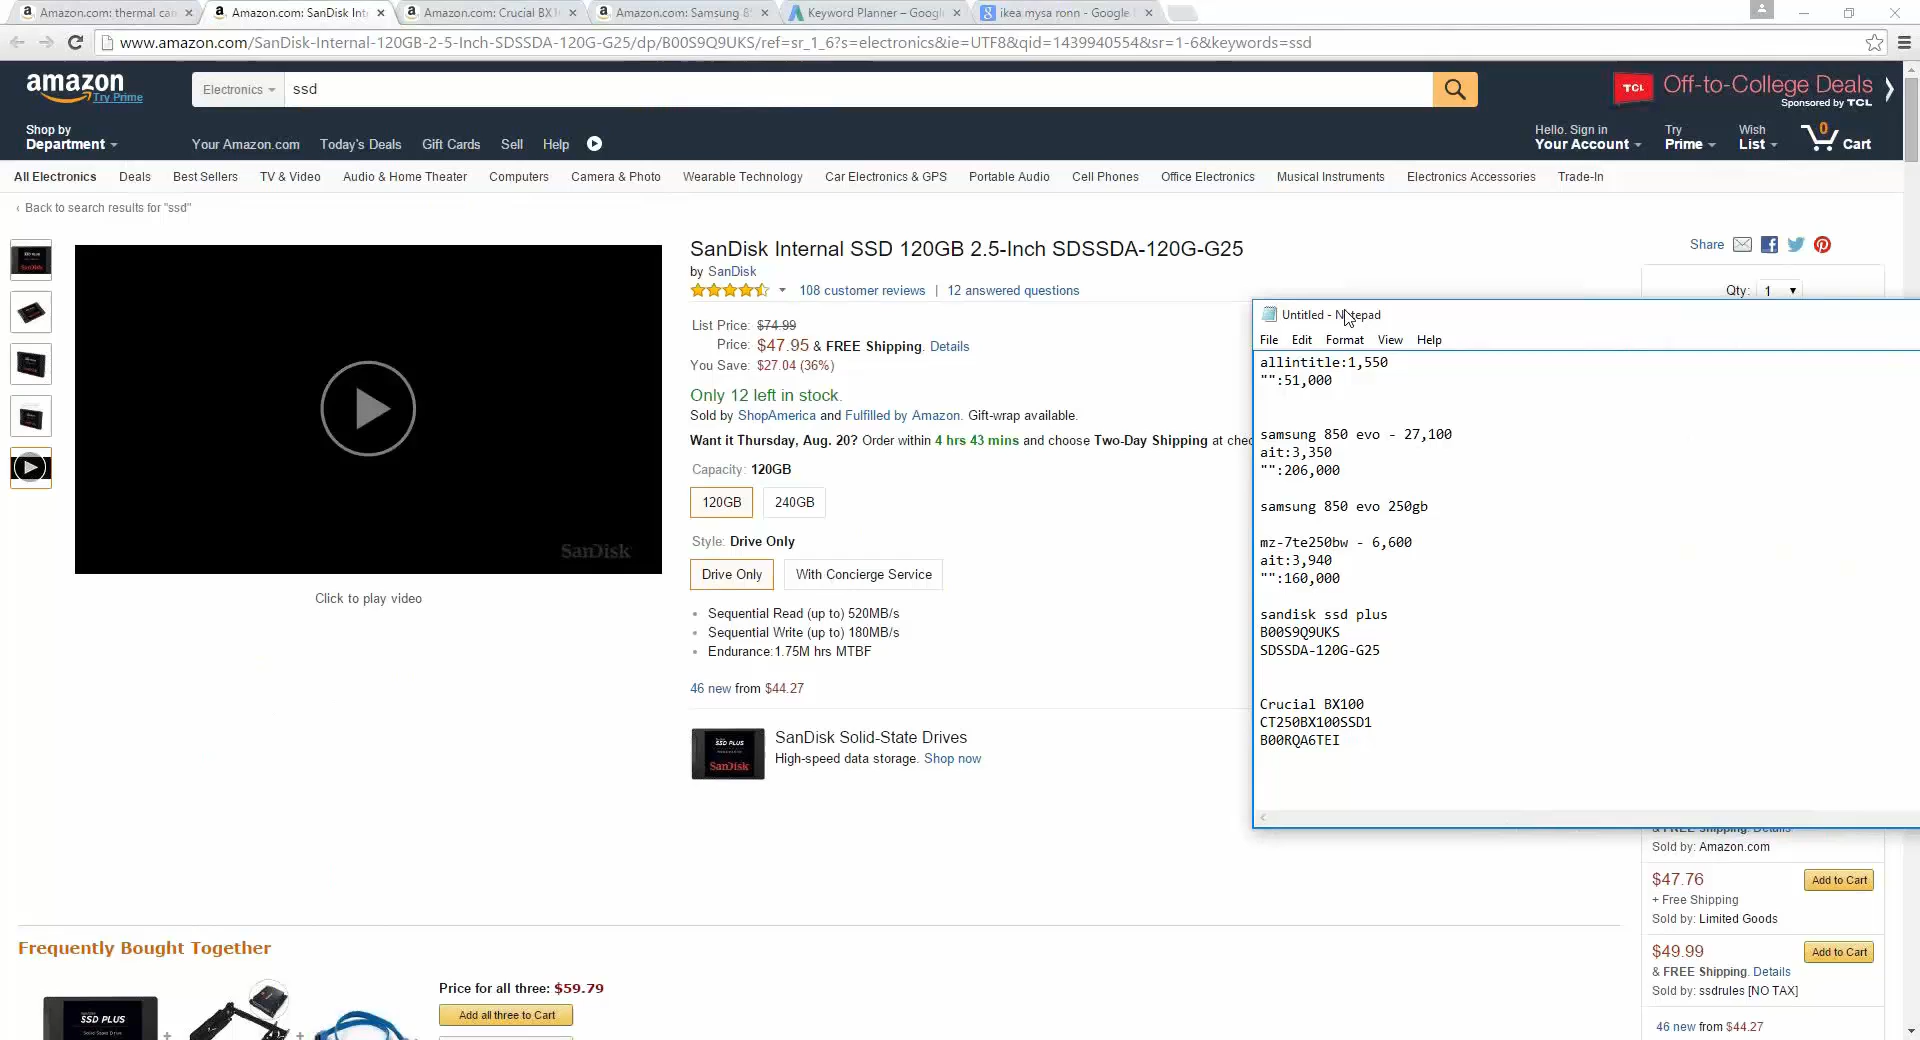 Amazon.com: thermal ca
Amazon.com: SanDisk Int
Amazon.com: Crucial BX1
Amazon.com: Samsung 8
Keyword Planner – Googl
ikea mysa ronn - Google
www.amazon.com/SanDisk-Internal-120GB-2-5-Inch-SDSSDA-120G-G25/dp/B00S9Q9UKS/ref=sr_1_6?s=electronics&ie=UTF8&qid=1439940554&sr=1-6&keywords=ssd
amazon
Try Prime
Electronics
ssd
TCL
Off-to-College Deals
Sponsored by TCL
Shop by
Department
Your Amazon.com
Today's Deals
Gift Cards
Sell
Help
Hello. Sign in
Your Account
Try
Prime
Wish
List
0
Cart
All Electronics
Deals
Best Sellers
TV & Video
Audio & Home Theater
Computers
Camera & Photo
Wearable Technology
Car Electronics & GPS
Portable Audio
Cell Phones
Office Electronics
Musical Instruments
Electronics Accessories
Trade-In
‹ Back to search results for "ssd"
SanDisk
Click to play video
SanDisk Internal SSD 120GB 2.5-Inch SDSSDA-120G-G25
by SanDisk
108 customer reviews | 12 answered questions
List Price: $74.99
Price: $47.95 & FREE Shipping. Details
You Save: $27.04 (36%)
Only 12 left in stock.
Sold by ShopAmerica and Fulfilled by Amazon. Gift-wrap available.
Want it Thursday, Aug. 20? Order within 4 hrs 43 mins and choose Two-Day Shipping at chec
Capacity: 120GB
120GB
240GB
Style: Drive Only
Drive Only
With Concierge Service
• Sequential Read (up to) 520MB/s
• Sequential Write (up to) 180MB/s
• Endurance:1.75M hrs MTBF
46 new from $44.27
SSD PLUS
SanDisk
SanDisk Solid-State Drives
High-speed data storage. Shop now
Share
Qty: 1
Untitled - Notepad
File Edit Format View Help
allintitle:1,550
"":51,000
samsung 850 evo - 27,100
ait:3,350
"":206,000
samsung 850 evo 250gb
mz-7te250bw - 6,600
ait:3,940
"":160,000
sandisk ssd plus
B00S9Q9UKS
SDSSDA-120G-G25
Crucial BX100
CT250BX100SSD1
B00RQA6TEI
& FREE Shipping. Details
Sold by: Amazon.com
$47.76
Add to Cart
+ Free Shipping
Sold by: Limited Goods
$49.99
Add to Cart
& FREE Shipping. Details
Sold by: ssdrules [NO TAX]
46 new from $44.27
Frequently Bought Together
SSD PLUS
Price for all three: $59.79
Add all three to Cart